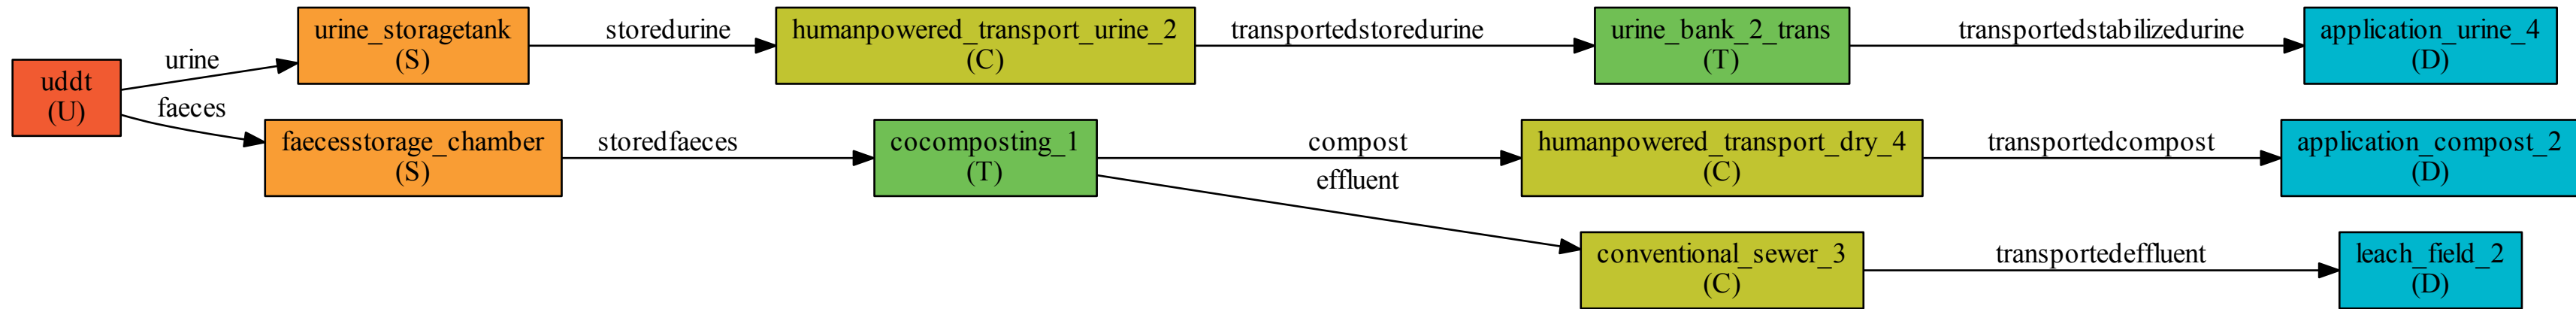 uddt
(U)
urine
faeces
urine_storagetank
(S)
storedurine
humanpowered_transport_urine_2
(C)
transportedstoredurine
urine_bank_2_trans
(T)
transportedstabilizedurine
application_urine_4
(D)
faecesstorage_chamber
(S)
storedfaeces
cocomposting_1
(T)
compost
effluent
humanpowered_transport_dry_4
(C)
transportedcompost
application_compost_2
(D)
conventional_sewer_3
(C)
transportedeffluent
leach_field_2
(D)